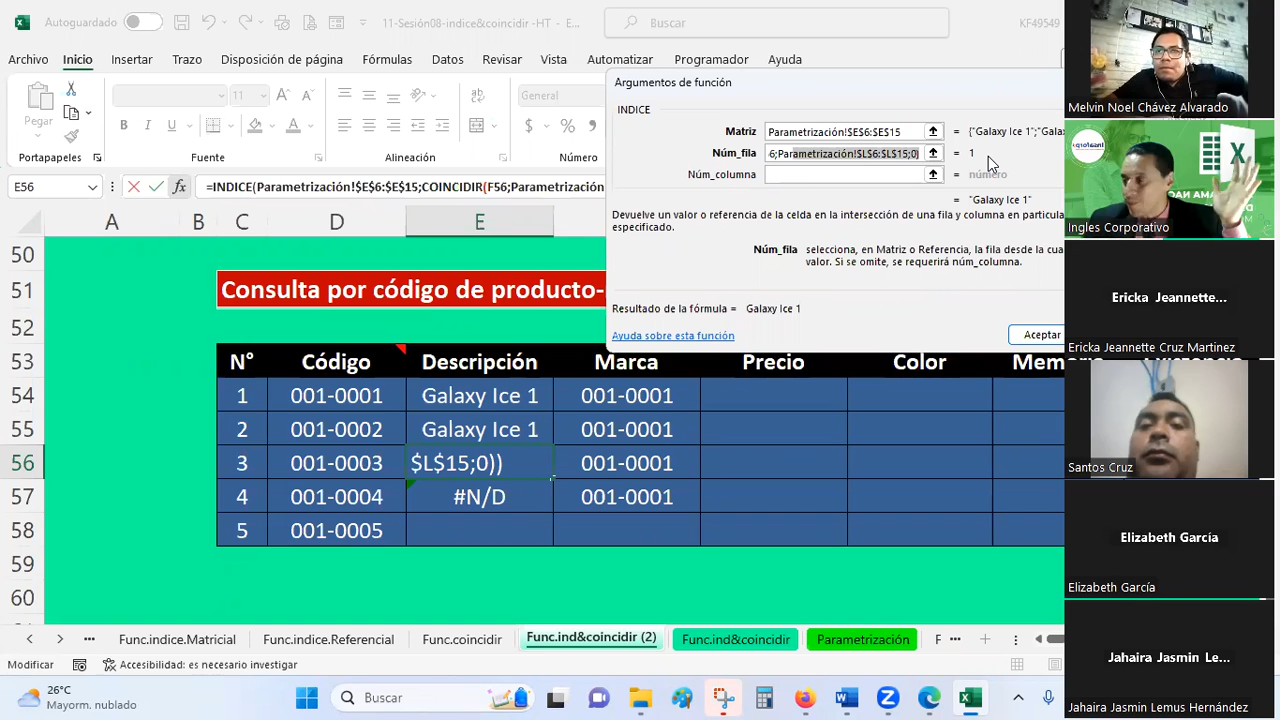 Autoguardado
11-Sesión08-indice&coincidir -HT - E...
Buscar
KF49549
Archivo Inicio Insertar Disposición de página Fórmulas Datos Revisar Vista Automatizar Programador Ayuda
Pegar
11
General
Portapapeles
Fuente
Alineación
Número
Argumentos de función
INDICE
Matriz Parametrización!$E$6:$E$15 = {"Galaxy Ice 1";"Gala
Núm_fila 6;Parametrización!$L$6:$L$15;0) = 1
Núm_columna = número
= "Galaxy Ice 1"
Devuelve un valor o referencia de la celda en la intersección de una fila y columna en particula
especificado.
Núm_fila selecciona, en Matriz o Referencia, la fila desde la cua
valor. Si se omite, se requerirá núm_columna.
Resultado de la fórmula = Galaxy Ice 1
Ayuda sobre esta función
Aceptar
E56
=INDICE(Parametrización!$E$6:$E$15;COINCIDIR(F56;Parametrización
A B C D E
50
51 Consulta por código de producto-
52
53 N° Código Descripción Marca Precio Color
54 1 001-0001 Galaxy Ice 1 001-0001
55 2 001-0002 Galaxy Ice 1 001-0001
56 3 001-0003 $L$15;0)) 001-0001
57 4 001-0004 #N/D 001-0001
58 5 001-0005
59
60
... Func.indice.Matricial Func.indice.Referencial Func.coincidir Func.ind&coincidir (2) Func.ind&coincidir Parametrización F ...
Modificar
Accesibilidad: es necesario investigar
26°C
Mayorm. nublado
Buscar
Melvin Noel Chávez Alvarado
Ingles Corporativo
Ericka Jeannette...
Ericka Jeannette Cruz Martinez
Santos Cruz
Elizabeth García
Elizabeth García
Jahaira Jasmin Le...
Jahaira Jasmin Lemus Hernández